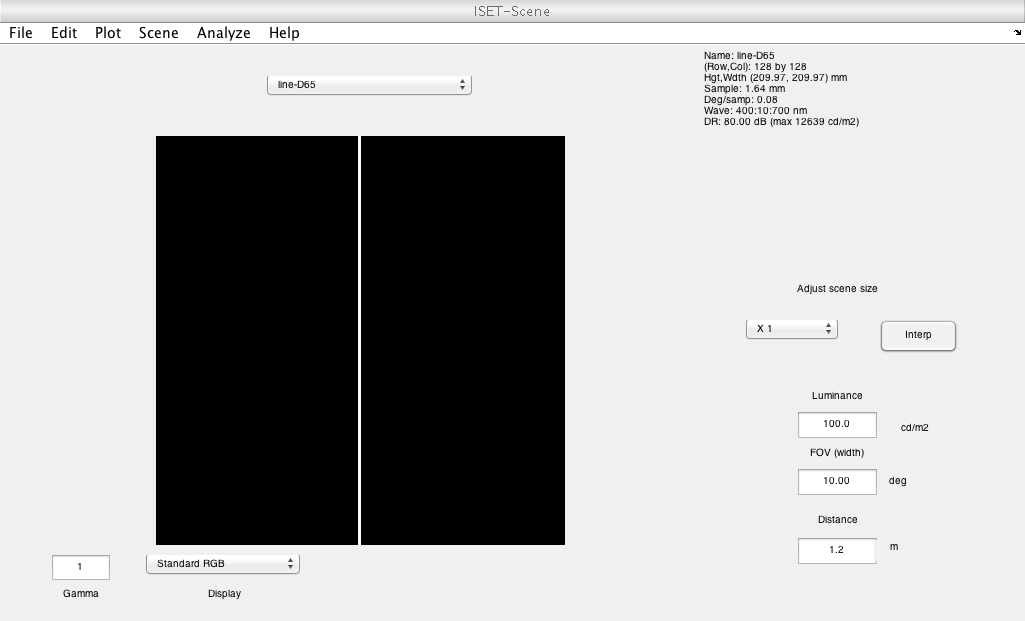 ISET-Scene
File Edit Plot Scene Analyze Help
line-D65
Name: line-D65
(Row,Col): 128 by 128
Hgt,Wdth (209.97, 209.97) mm
Sample: 1.64 mm
Deg/samp: 0.08
Wave: 400:10:700 nm
DR: 80.00 dB (max 12639 cd/m2)
Adjust scene size
X 1
Interp
Luminance
100.0 cd/m2
FOV (width)
10.00 deg
Distance
1.2 m
1 Standard RGB
Gamma Display